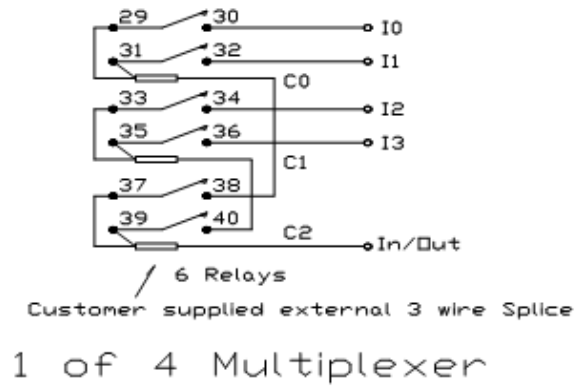 29 30 I0
31 32 I1
C0
33 34 I2
35 36 I3
C1
37 38
39 40
C2 In/Out
6 Relays
Customer supplied external 3 wire Splice
1 of 4 Multiplexer